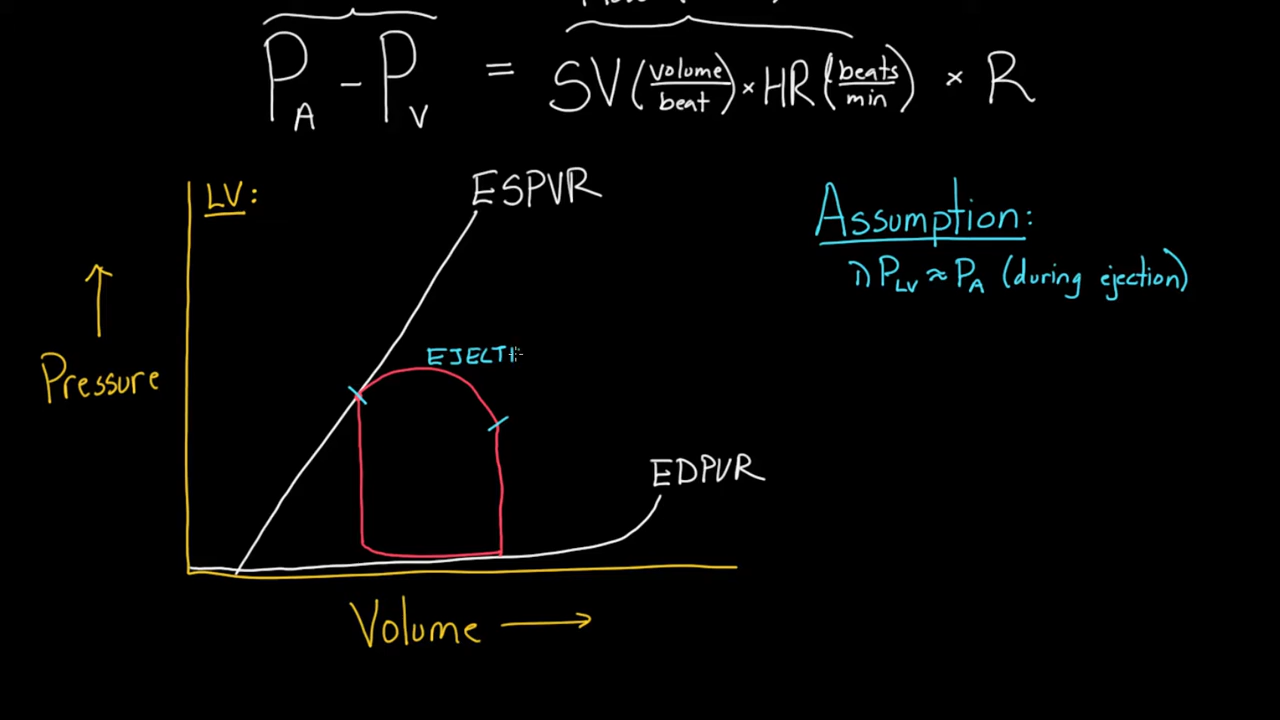 P_A - P_V = SV (volume/beat) × HR (beats/min) × R
LV:
ESPVR
Assumption:
1) P_LV ≈ P_A (during ejection)
Pressure
EJECTI
EDPVR
Volume →